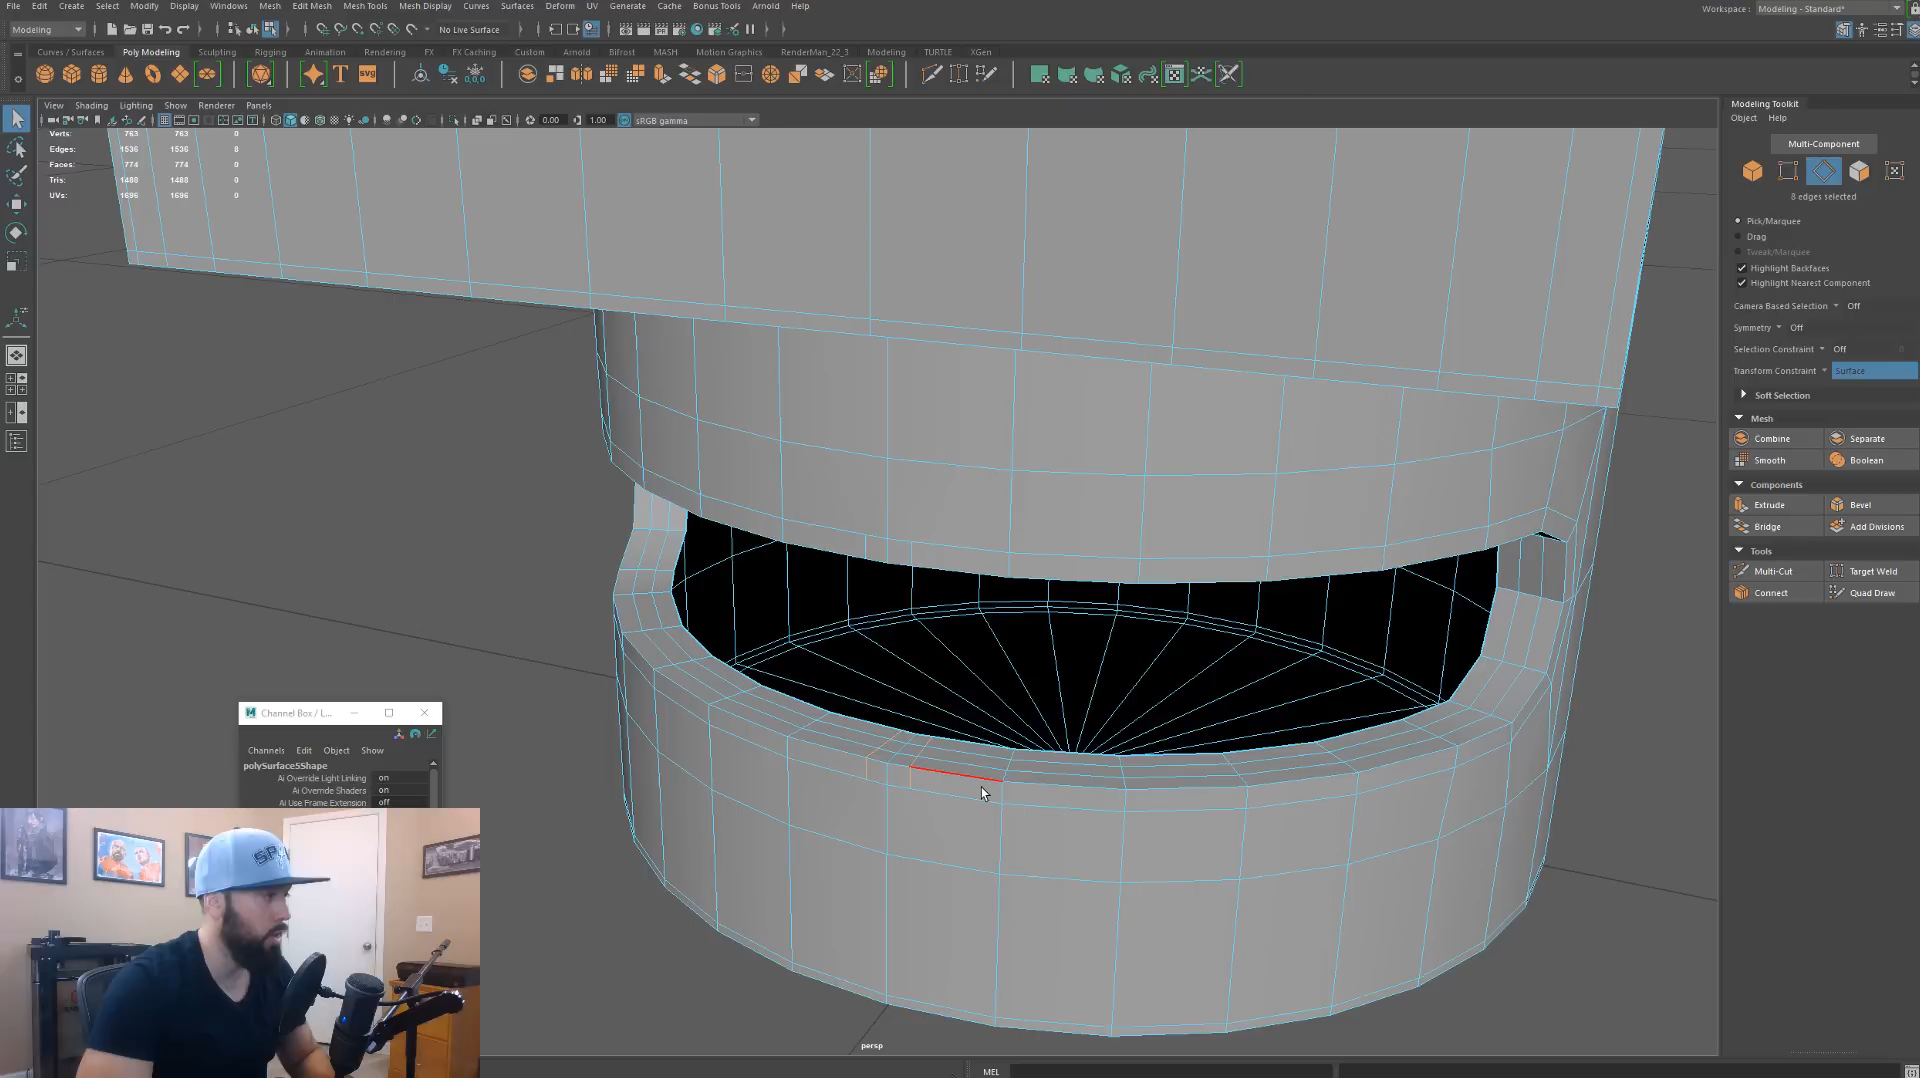 File Edit Create Select Modify Display Windows Mesh Edit Mesh Mesh Tools Mesh Display Curves Surfaces Deform UV Generate Cache Bonus Tools Arnold Help
Workspace : Modeling - Standard*
Modeling
No Live Surface
Curves / Surfaces Poly Modeling Sculpting Rigging Animation Rendering FX FX Caching Custom Arnold Bifrost MASH Motion Graphics RenderMan_22_3 Modeling TURTLE XGen
T svg
0,0,0
View Shading Lighting Show Renderer Panels
0.00 1.00 sRGB gamma
Verts: 763 763 0
Edges: 1536 1536 8
Faces: 774 774 0
Tris: 1488 1488 0
UVs: 1696 1696 0
persp
Modeling Toolkit
Object Help
Multi-Component
8 edges selected
Pick/Marquee
Drag
Tweak/Marquee
Highlight Backfaces
Highlight Nearest Component
Camera Based Selection Off
Symmetry Off
Selection Constraint Off 0
Transform Constraint Surface
Soft Selection
Mesh
Combine Separate
Smooth Boolean
Components
Extrude Bevel
Bridge Add Divisions
Tools
Multi-Cut Target Weld
Connect Quad Draw
Channel Box / L...
Channels Edit Object Show
polySurface5Shape
Ai Override Light Linking on
Ai Override Shaders on
Ai Use Frame Extension off
MEL